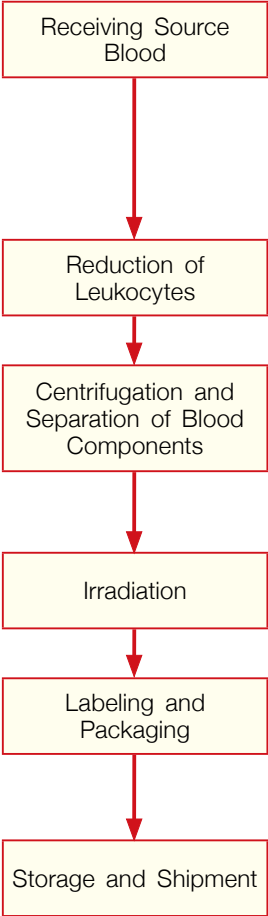 Receiving Source
Blood
Reduction of
Leukocytes
Centrifugation and
Separation of Blood
Components
Irradiation
Labeling and
Packaging
Storage and Shipment